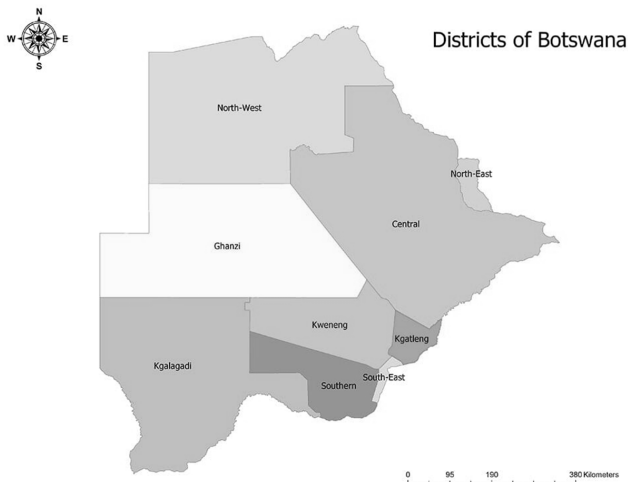 N
W E
S
Districts of Botswana
North-West
North-East
Central
Ghanzi
Kweneng
Kgatleng
Kgalagadi
South-East
Southern
0 95 190 380 Kilometers